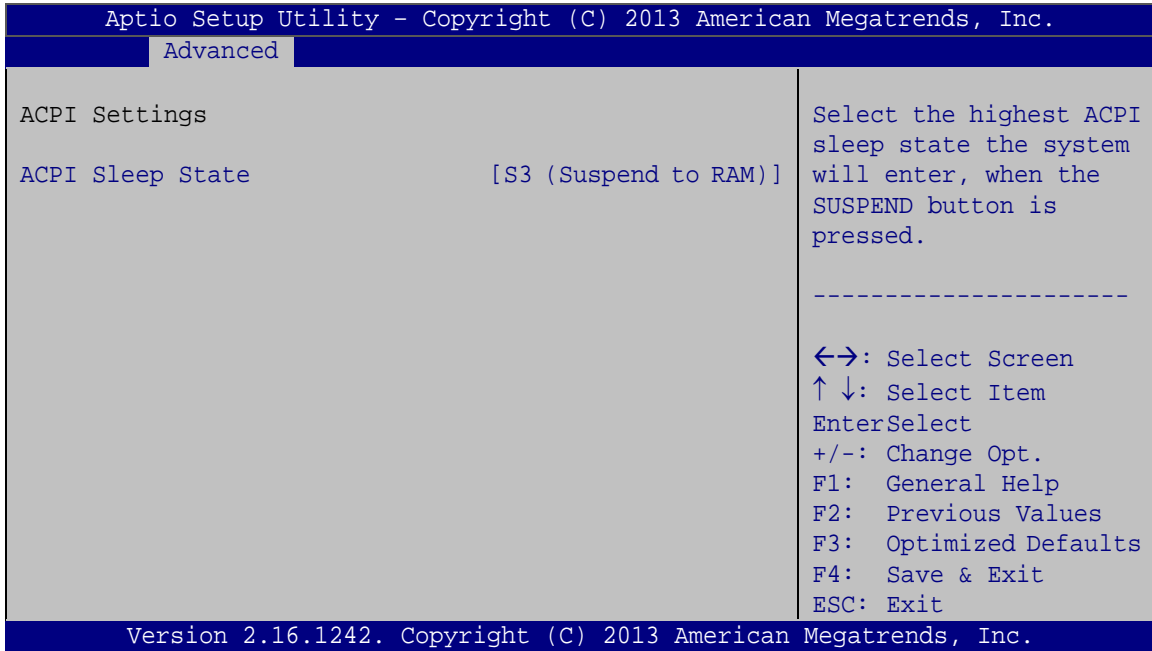 Aptio Setup Utility – Copyright (C) 2013 American Megatrends, Inc.
Advanced
ACPI Settings
ACPI Sleep State [S3 (Suspend to RAM)]
Select the highest ACPI
sleep state the system
will enter, when the
SUSPEND button is
pressed.
----------------------
←→: Select Screen
↑ ↓: Select Item
EnterSelect
+/-: Change Opt.
F1: General Help
F2: Previous Values
F3: Optimized Defaults
F4: Save & Exit
ESC: Exit
Version 2.16.1242. Copyright (C) 2013 American Megatrends, Inc.